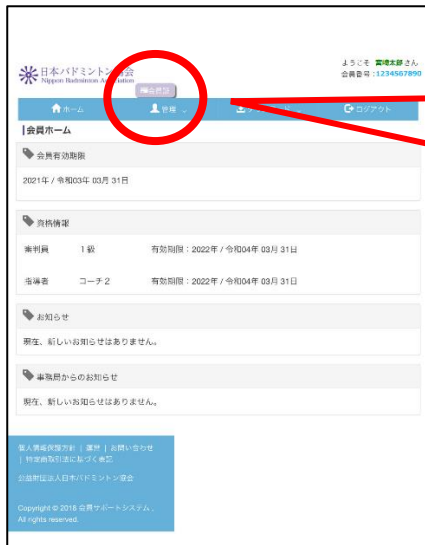 ようこそ 宮崎太郎さん
会員番号:1234567890
日本バドミントン協会
Nippon Badminton Association
ホーム
管理
ログアウト
会員ホーム
会員有効期限
2021年 / 令和03年 03月 31日
資格情報
審判員 1級 有効期限:2022年 / 令和04年 03月 31日
指導者 コーチ2 有効期限:2022年 / 令和04年 03月 31日
お知らせ
現在、新しいお知らせはありません。
事務局からのお知らせ
現在、新しいお知らせはありません。
個人情報保護方針 | 運営 | お問い合わせ
| 特定商取引法に基づく表記
公益財団法人日本バドミントン協会
Copyright © 2018 会員サポートシステム .
All rights reserved.